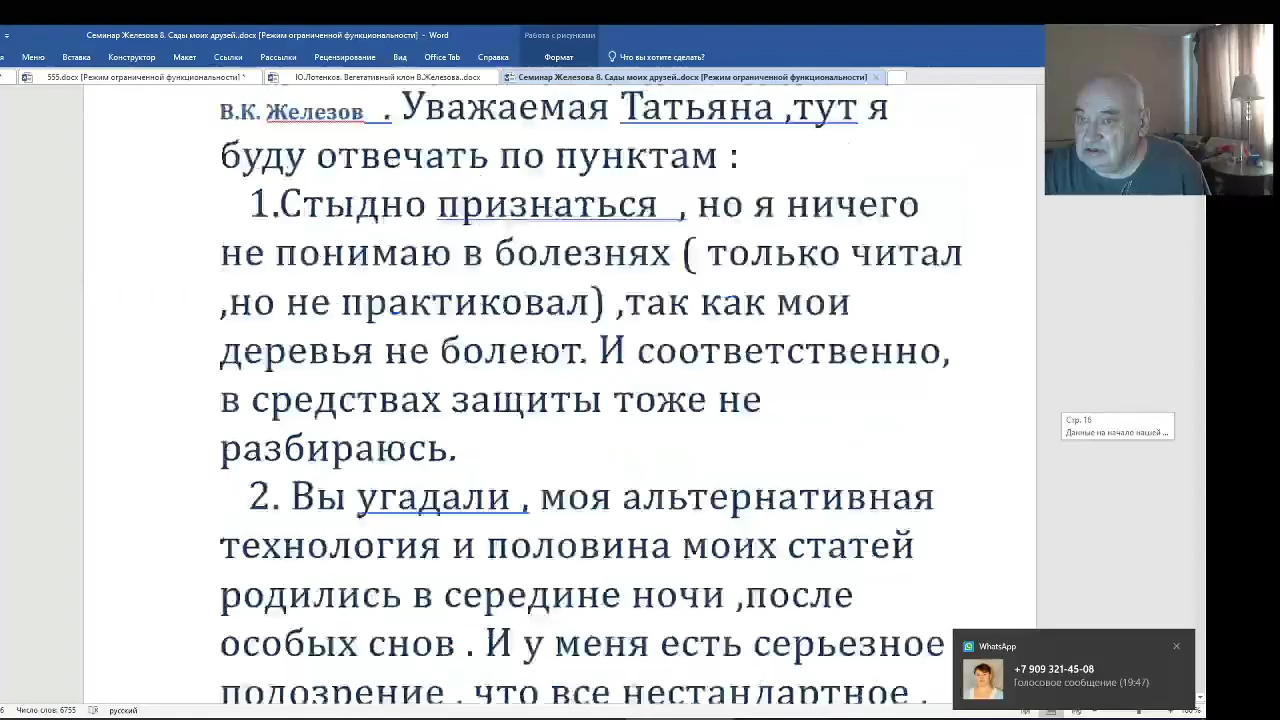 Семинар Железова 8. Сады моих друзей..docx [Режим ограниченной функциональности] - Word
Работа с рисунками
Меню Вставка Конструктор Макет Ссылки Рассылки Рецензирование Вид Office Tab Справка Формат Что вы хотите сделать?
555.docx [Режим ограниченной функциональности] * Ю.Лотенков. Вегетативный клон В.Железова..docx Семинар Железова 8. Сады моих друзей..docx [Режим ограниченной функциональности]
В.К. Железов . Уважаемая Татьяна ,тут я
буду отвечать по пунктам :
1.Стыдно признаться , но я ничего
не понимаю в болезнях ( только читал
,но не практиковал) ,так как мои
деревья не болеют. И соответственно,
в средствах защиты тоже не
разбираюсь.
2. Вы угадали , моя альтернативная
технология и половина моих статей
родились в середине ночи ,после
особых снов . И у меня есть серьезное
подозрение , что все нестандартное ,
Стр. 16
Данные на начало нашей ...
WhatsApp
+7 909 321-45-08
Голосовое сообщение (19:47)
Число слов: 6755 русский